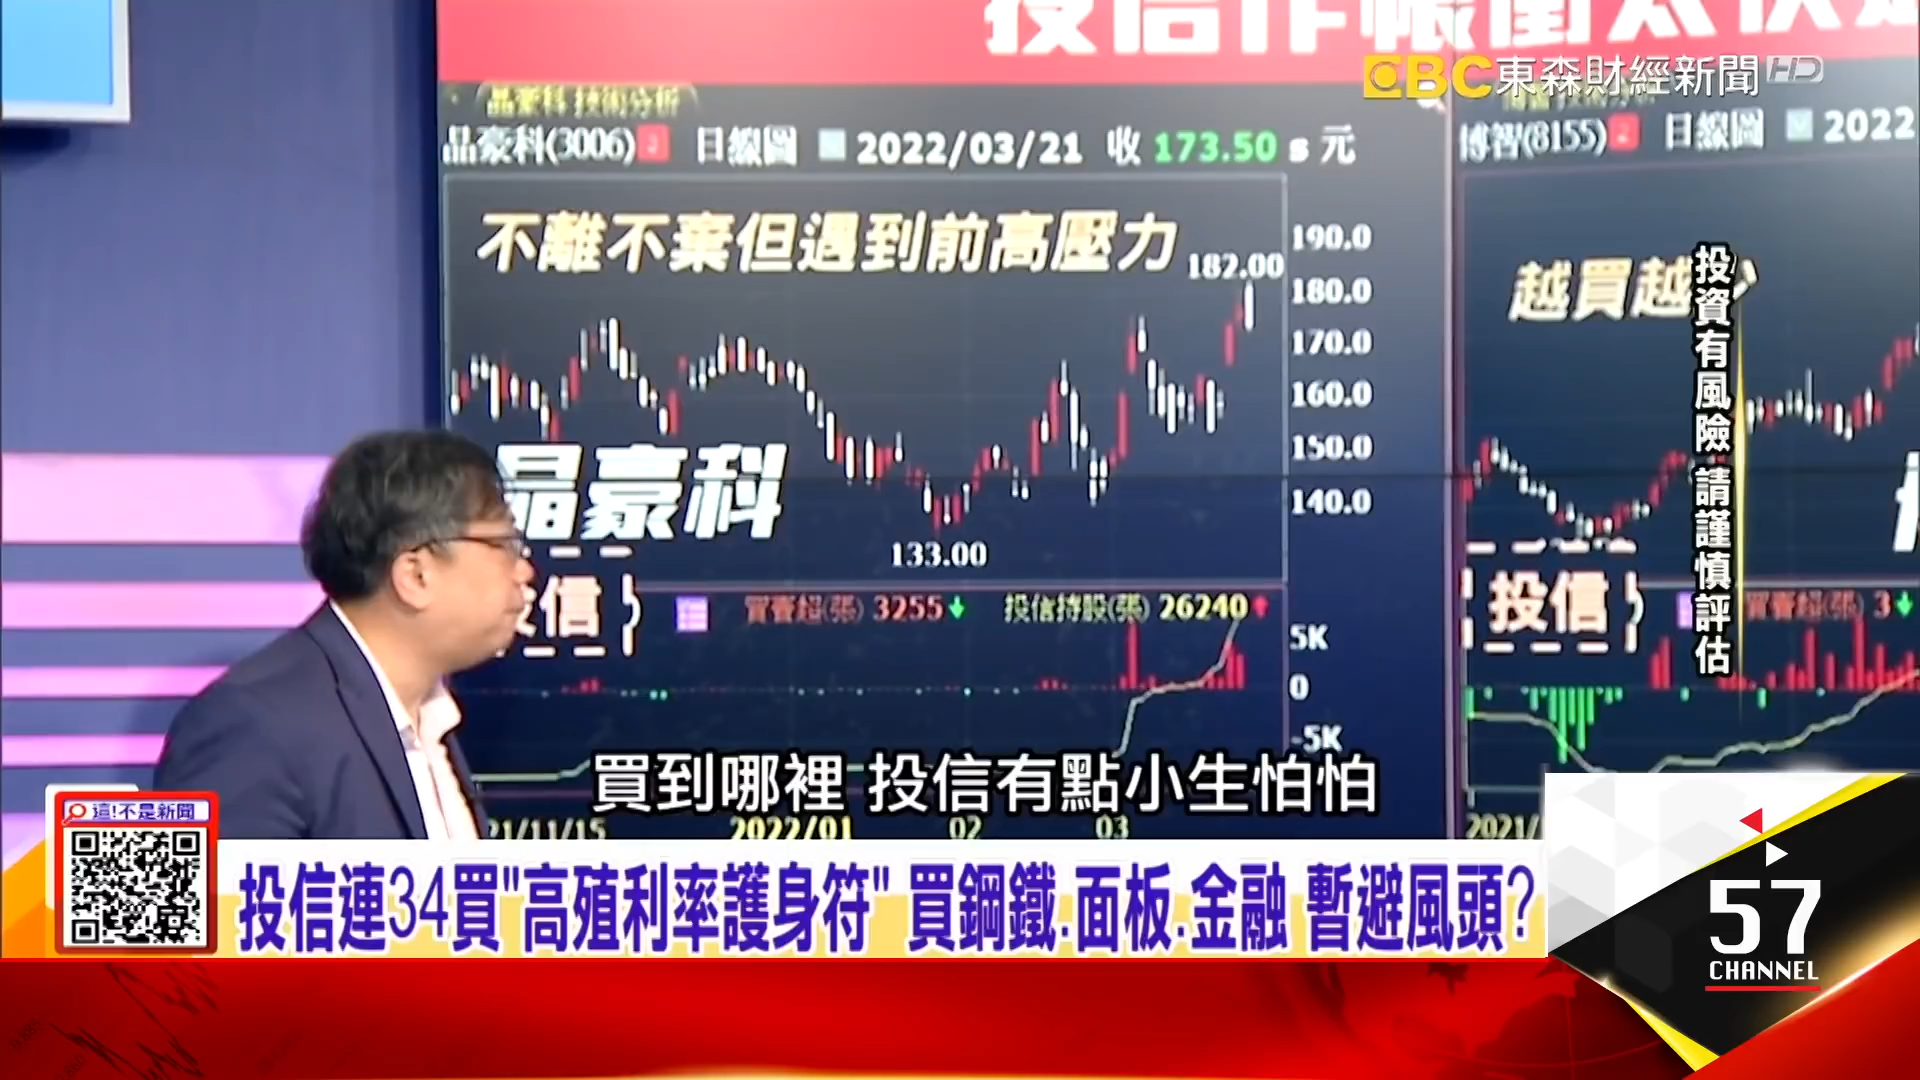 EBC東森財經新聞HD
晶豪科 技術分析
晶豪科(3006) 日線圖 2022/03/21 收 173.50 s 元
博智(8155) 日線圖 2022
不離不棄但遇到前高壓力
182.00
190.0
180.0
170.0
160.0
150.0
140.0
越買越
投資有風險 請謹慎評估
晶豪科
133.00
投信
買賣超(張) 3255 投信持股(張) 26240
投信
買賣超(張) 3
5K
0
-5K
買到哪裡 投信有點小生怕怕
21/11/15 2022/01 02 03
2021/
這!不是新聞
投信連34買"高殖利率護身符" 買鋼鐵.面板.金融 暫避風頭?
57
CHANNEL